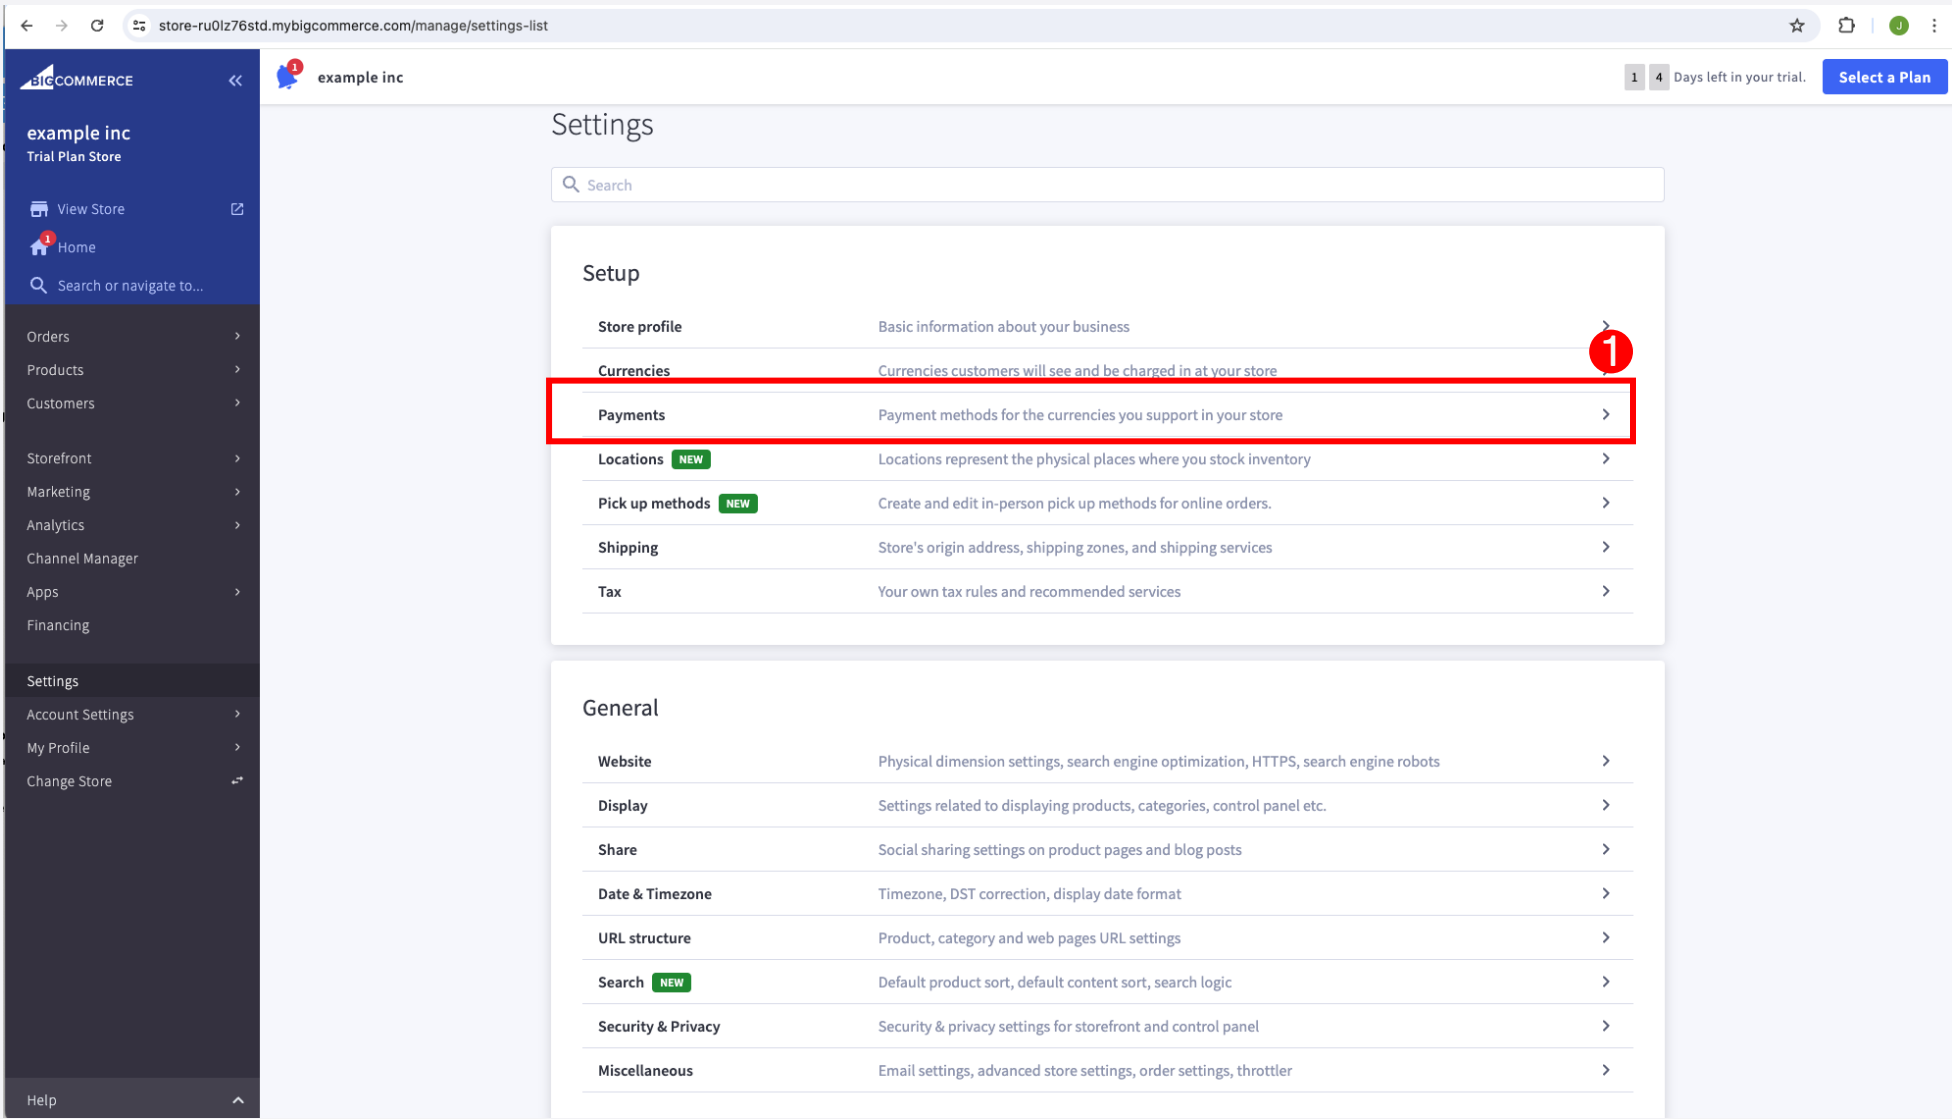 store-ru0lz76std.mybigcommerce.com/manage/settings-list
J
BIGCOMMERCE
1
example inc
1 4 Days left in your trial.
Select a Plan
example inc
Trial Plan Store
View Store
1
Home
Search or navigate to...
Orders
Products
Customers
Storefront
Marketing
Analytics
Channel Manager
Apps
Financing
Settings
Account Settings
My Profile
Change Store
Help
Settings
Search
Setup
Store profile Basic information about your business
1
Currencies Currencies customers will see and be charged in at your store
Payments Payment methods for the currencies you support in your store
Locations NEW Locations represent the physical places where you stock inventory
Pick up methods NEW Create and edit in-person pick up methods for online orders.
Shipping Store's origin address, shipping zones, and shipping services
Tax Your own tax rules and recommended services
General
Website Physical dimension settings, search engine optimization, HTTPS, search engine robots
Display Settings related to displaying products, categories, control panel etc.
Share Social sharing settings on product pages and blog posts
Date & Timezone Timezone, DST correction, display date format
URL structure Product, category and web pages URL settings
Search NEW Default product sort, default content sort, search logic
Security & Privacy Security & privacy settings for storefront and control panel
Miscellaneous Email settings, advanced store settings, order settings, throttler